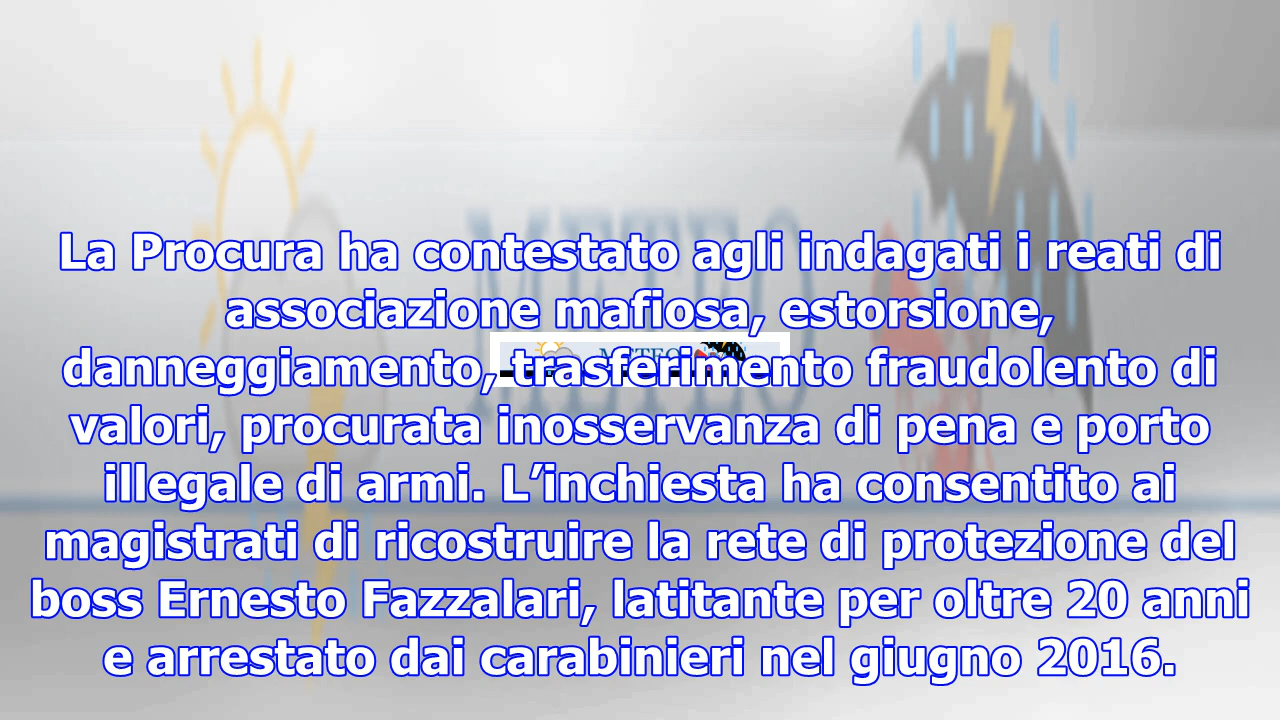 METEO
La Procura ha contestato agli indagati i reati di
associazione mafiosa, estorsione,
METEO
danneggiamento, trasferimento fraudolento di
valori, procurata inosservanza di pena e porto
illegale di armi. L’inchiesta ha consentito ai
magistrati di ricostruire la rete di protezione del
boss Ernesto Fazzalari, latitante per oltre 20 anni
e arrestato dai carabinieri nel giugno 2016.